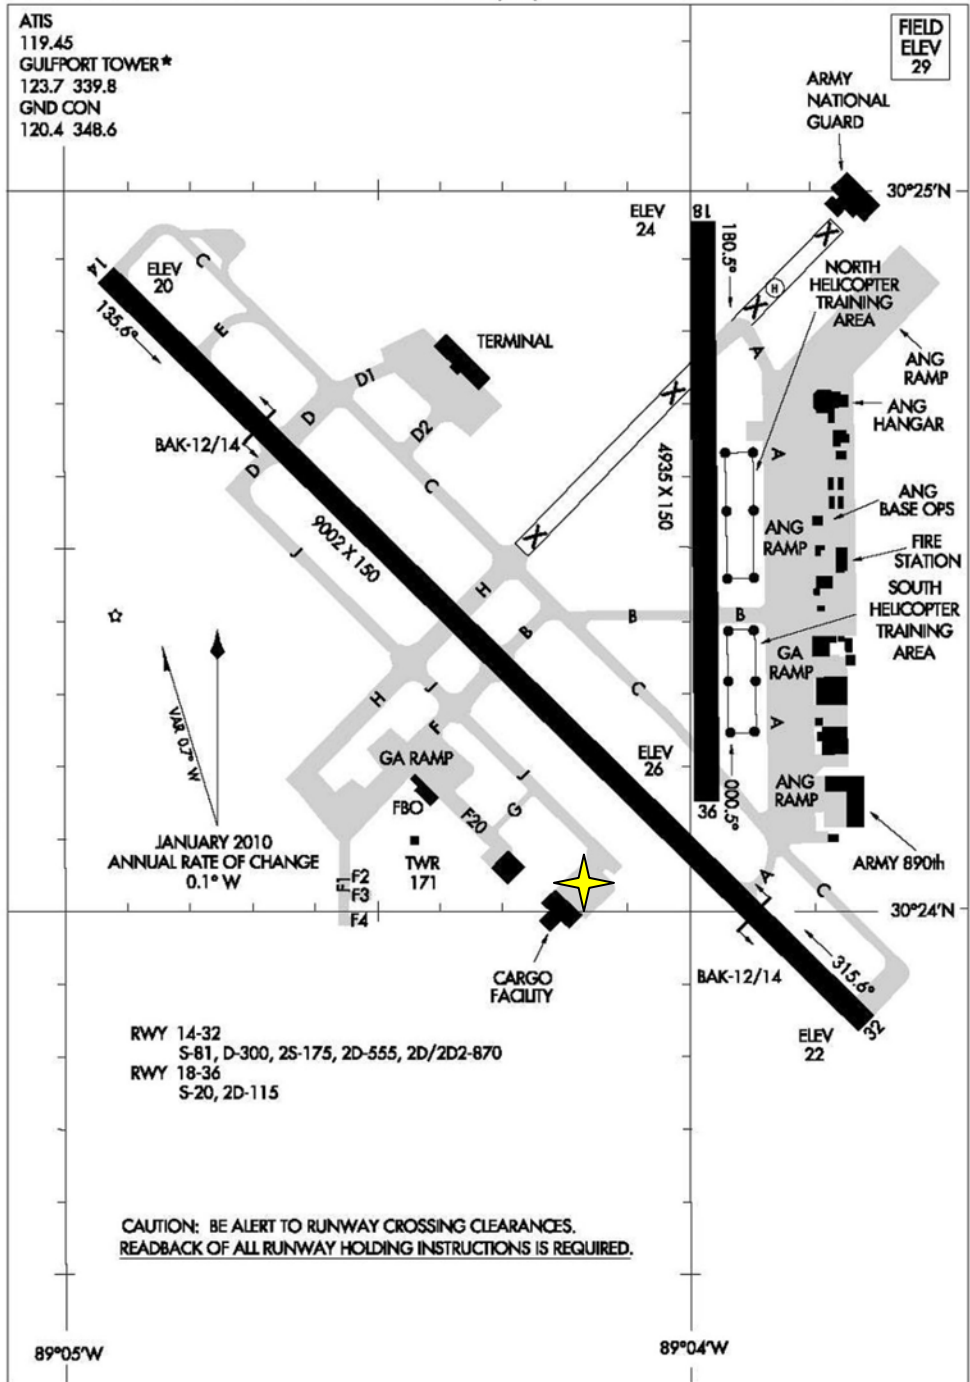 ATIS
119.45
GULFPORT TOWER★
123.7 339.8
GND CON
120.4 348.6
FIELD
ELEV
29
ARMY
NATIONAL
GUARD
30°25'N
ELEV
24
18
180.5°
H
X
X
NORTH
HELICOPTER
TRAINING
AREA
14
ELEV
20
C
135.6°
E
TERMINAL
A
ANG
RAMP
D1
X
ANG
HANGAR
D
D2
BAK-12/14
D
C
4935 X 150
A
ANG
BASE OPS
9002 X 150
X
J
ANG
RAMP
FIRE
STATION
H
SOUTH
HELICOPTER
TRAINING
AREA
B
B
B
GA
RAMP
J
C
H
VAR 0.7° W
F
A
GA RAMP
ELEV
26
J
000.5°
ANG
RAMP
FBO
G
36
F20
JANUARY 2010
ANNUAL RATE OF CHANGE
0.1° W
TWR
171
ARMY 890th
F1
F2
F3
F4
A
C
30°24'N
CARGO
FACILITY
BAK-12/14
315.6°
32
ELEV
22
RWY 14-32
S-81, D-300, 2S-175, 2D-555, 2D/2D2-870
RWY 18-36
S-20, 2D-115
CAUTION: BE ALERT TO RUNWAY CROSSING CLEARANCES.
READBACK OF ALL RUNWAY HOLDING INSTRUCTIONS IS REQUIRED.
89°05'W
89°04'W